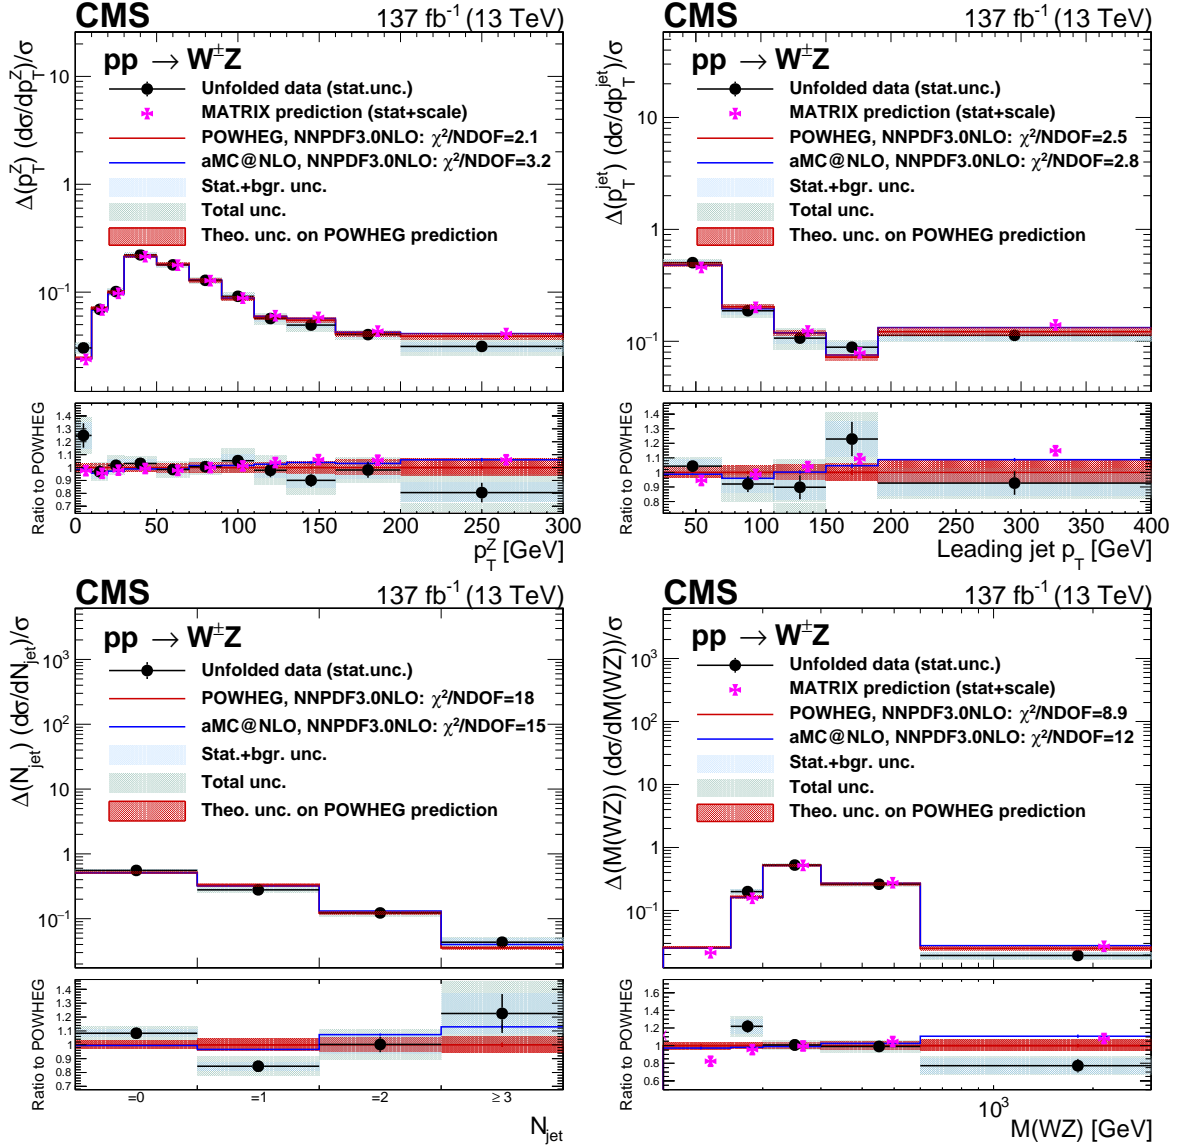 CMS 137 fb⁻¹ (13 TeV)
pp → W±Z
Unfolded data (stat.unc.)
MATRIX prediction (stat+scale)
POWHEG, NNPDF3.0NLO: χ²/NDOF=2.1
aMC@NLO, NNPDF3.0NLO: χ²/NDOF=3.2
Stat.+bgr. unc.
Total unc.
Theo. unc. on POWHEG prediction
Δ(p_T^Z) (dσ/dp_T^Z)/σ
10
1
10⁻¹
Ratio to POWHEG
1.4
1.3
1.2
1.1
1
0.9
0.8
0.7
0 50 100 150 200 250 300
p_T^Z [GeV]
CMS 137 fb⁻¹ (13 TeV)
pp → W±Z
Unfolded data (stat.unc.)
MATRIX prediction (stat+scale)
POWHEG, NNPDF3.0NLO: χ²/NDOF=2.5
aMC@NLO, NNPDF3.0NLO: χ²/NDOF=2.8
Stat.+bgr. unc.
Total unc.
Theo. unc. on POWHEG prediction
Δ(p_T^jet) (dσ/dp_T^jet)/σ
10
1
10⁻¹
Ratio to POWHEG
1.4
1.3
1.2
1.1
1
0.9
0.8
50 100 150 200 250 300 350 400
Leading jet p_T [GeV]
CMS 137 fb⁻¹ (13 TeV)
pp → W±Z
Unfolded data (stat.unc.)
POWHEG, NNPDF3.0NLO: χ²/NDOF=18
aMC@NLO, NNPDF3.0NLO: χ²/NDOF=15
Stat.+bgr. unc.
Total unc.
Theo. unc. on POWHEG prediction
Δ(N_jet) (dσ/dN_jet)/σ
10³
10²
10
1
10⁻¹
Ratio to POWHEG
1.4
1.3
1.2
1.1
1
0.9
0.8
0.7
=0 =1 =2 ≥ 3
N_jet
CMS 137 fb⁻¹ (13 TeV)
pp → W±Z
Unfolded data (stat.unc.)
MATRIX prediction (stat+scale)
POWHEG, NNPDF3.0NLO: χ²/NDOF=8.9
aMC@NLO, NNPDF3.0NLO: χ²/NDOF=12
Stat.+bgr. unc.
Total unc.
Theo. unc. on POWHEG prediction
Δ(M(WZ)) (dσ/dM(WZ))/σ
10³
10²
10
1
10⁻¹
Ratio to POWHEG
1.6
1.4
1.2
1
0.8
0.6
10³
M(WZ) [GeV]